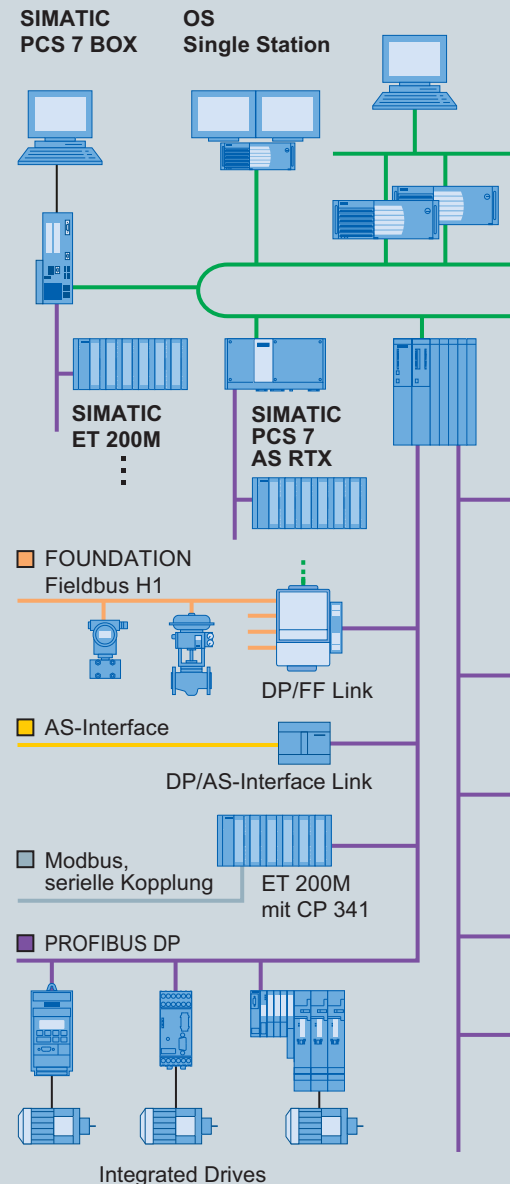 SIMATIC
PCS 7 BOX
OS
Single Station
SIMATIC
ET 200M
SIMATIC
PCS 7
AS RTX
FOUNDATION
Fieldbus H1
DP/FF Link
AS-Interface
DP/AS-Interface Link
Modbus,
serielle Kopplung
ET 200M
mit CP 341
PROFIBUS DP
Integrated Drives